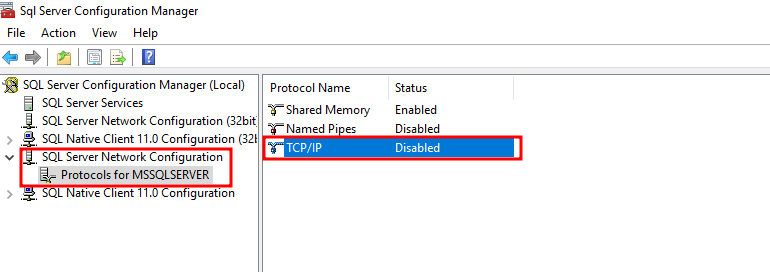 Sql Server Configuration Manager
File Action View Help
SQL Server Configuration Manager (Local)
SQL Server Services
SQL Server Network Configuration (32bit
SQL Native Client 11.0 Configuration (32b
SQL Server Network Configuration
Protocols for MSSQLSERVER
SQL Native Client 11.0 Configuration
Protocol Name Status
Shared Memory Enabled
Named Pipes Disabled
TCP/IP Disabled